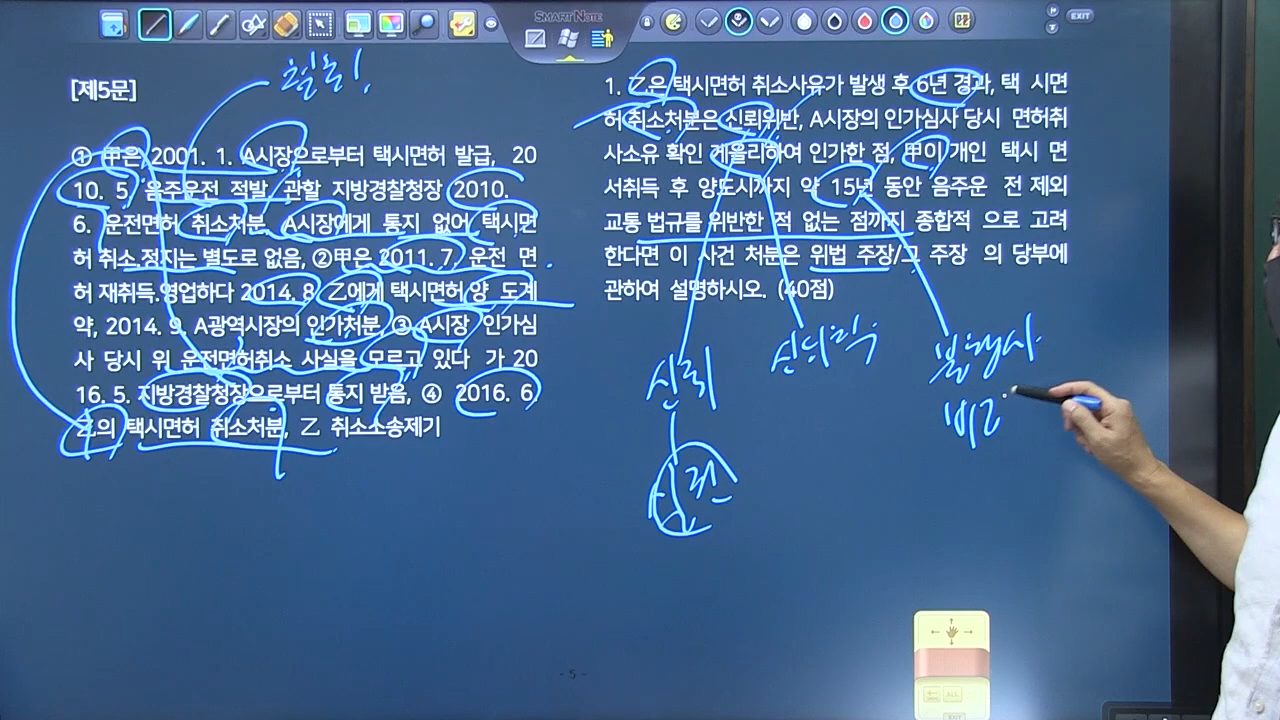 SMART NOTE
EXIT
[제5문]
① 甲은 2001. 1. A시장으로부터 택시면허 발급, 20
10. 5. 음주운전 적발, 관할 지방경찰청장 2010.
6. 운전면허 취소처분, A시장에게 통지 없어 택시면
허 취소.정지는 별도로 없음, ②甲은 2011. 7. 운전 면
허 재취득.영업하다 2014. 8. 乙에게 택시면허 양 도계
약, 2014. 9. A광역시장의 인가처분, ③ A시장 인가심
사 당시 위 운전면허취소 사실을 모르고 있다 가 20
16. 5. 지방경찰청장으로부터 통지 받음, ④ 2016. 6.
乙의 택시면허 취소처분, 乙 취소소송제기
1. 乙은 택시면허 취소사유가 발생 후 6년 경과, 택 시면
허 취소처분은 신뢰위반, A시장의 인가심사 당시 면허취
사소유 확인 게을리하여 인가한 점, 甲이 개인 택시 면
서취득 후 양도시까지 약 15년 동안 음주운 전 제외
교통 법규를 위반한 적 없는 점까지 종합적 으로 고려
한다면 이 사건 처분은 위법 주장/그 주장 의 당부에
관하여 설명하시오. (40점)
신뢰
- 5 -
ALL
EXIT